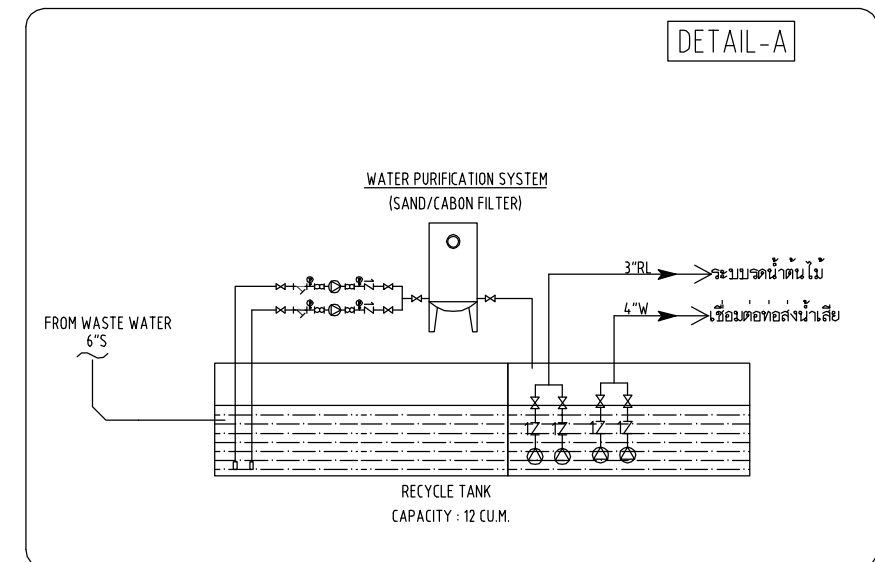 DETAIL-A
WATER PURIFICATION SYSTEM
(SAND/CABON FILTER)
3"RL
ระบบรดน้ำต้นไม้
4"W
เชื่อมต่อท่อส่งน้ำเสีย
FROM WASTE WATER
6"S
RECYCLE TANK
CAPACITY : 12 CU.M.